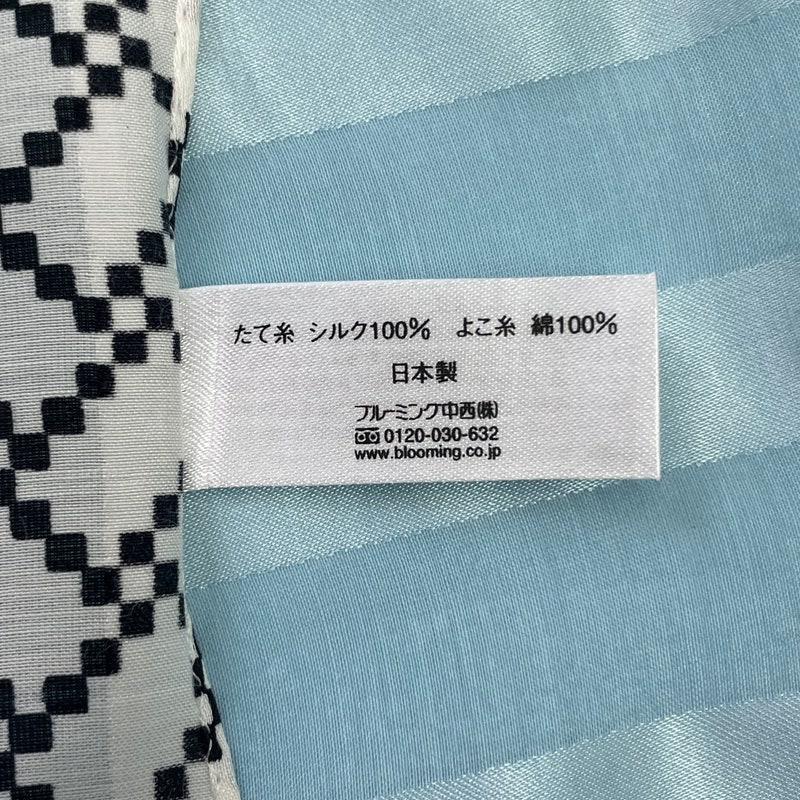 たて糸 シルク100% よこ糸 綿100%
日本製
ブルーミング中西(株)
0120-030-632
www.blooming.co.jp